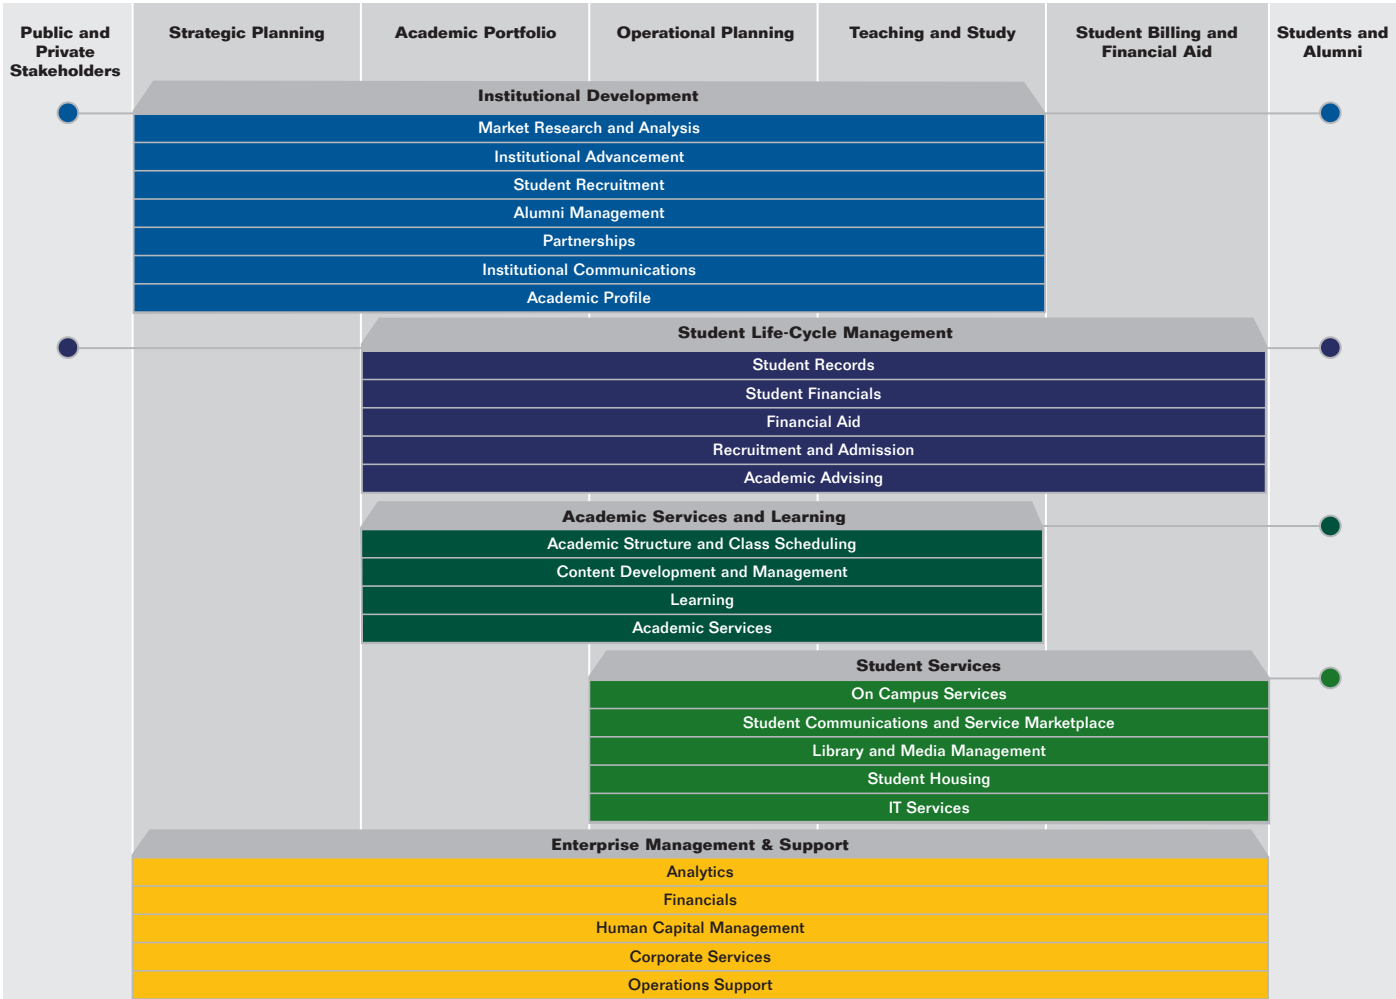 Public and
Private
Stakeholders
Strategic Planning
Academic Portfolio
Operational Planning
Teaching and Study
Student Billing and
Financial Aid
Students and
Alumni
Institutional Development
Market Research and Analysis
Institutional Advancement
Student Recruitment
Alumni Management
Partnerships
Institutional Communications
Academic Profile
Student Life-Cycle Management
Student Records
Student Financials
Financial Aid
Recruitment and Admission
Academic Advising
Academic Services and Learning
Academic Structure and Class Scheduling
Content Development and Management
Learning
Academic Services
Student Services
On Campus Services
Student Communications and Service Marketplace
Library and Media Management
Student Housing
IT Services
Enterprise Management & Support
Analytics
Financials
Human Capital Management
Corporate Services
Operations Support